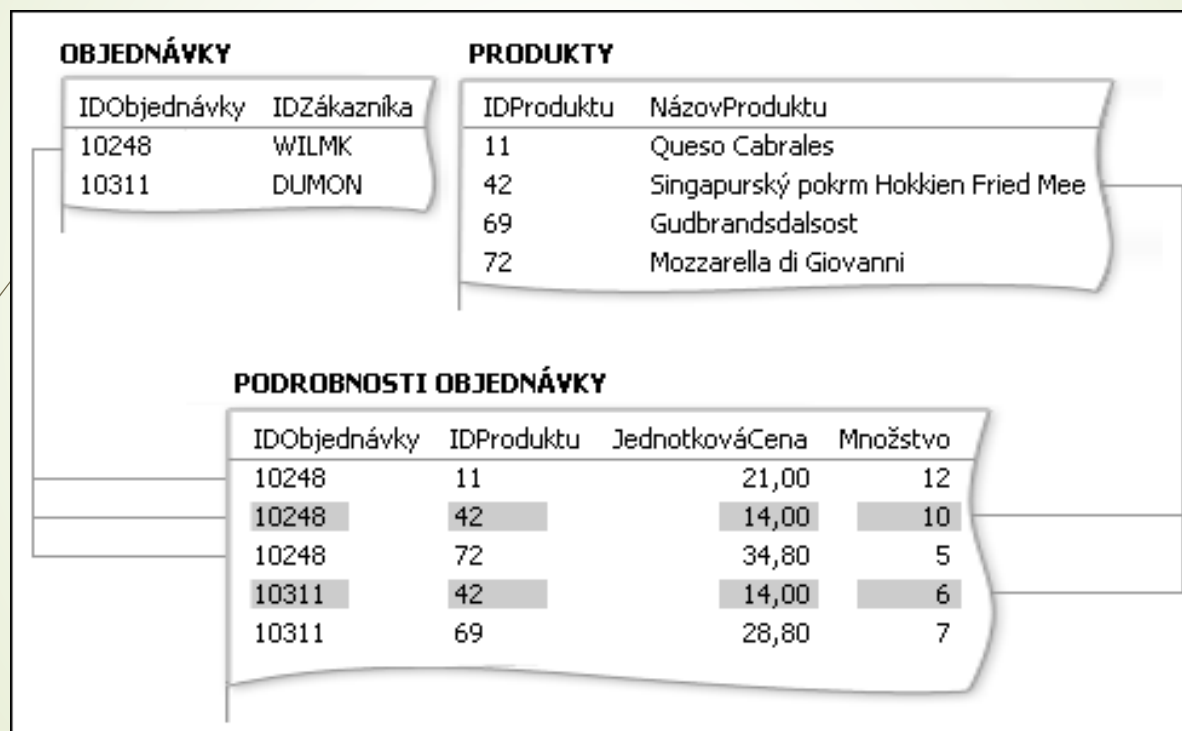 OBJEDNÁVKY
IDObjednávky IDZákazníka
10248 WILMK
10311 DUMON
PRODUKTY
IDProduktu NázovProduktu
11 Queso Cabrales
42 Singapurský pokrm Hokkien Fried Mee
69 Gudbrandsdalsost
72 Mozzarella di Giovanni
PODROBNOSTI OBJEDNÁVKY
IDObjednávky IDProduktu JednotkováCena Množstvo
10248 11 21,00 12
10248 42 14,00 10
10248 72 34,80 5
10311 42 14,00 6
10311 69 28,80 7